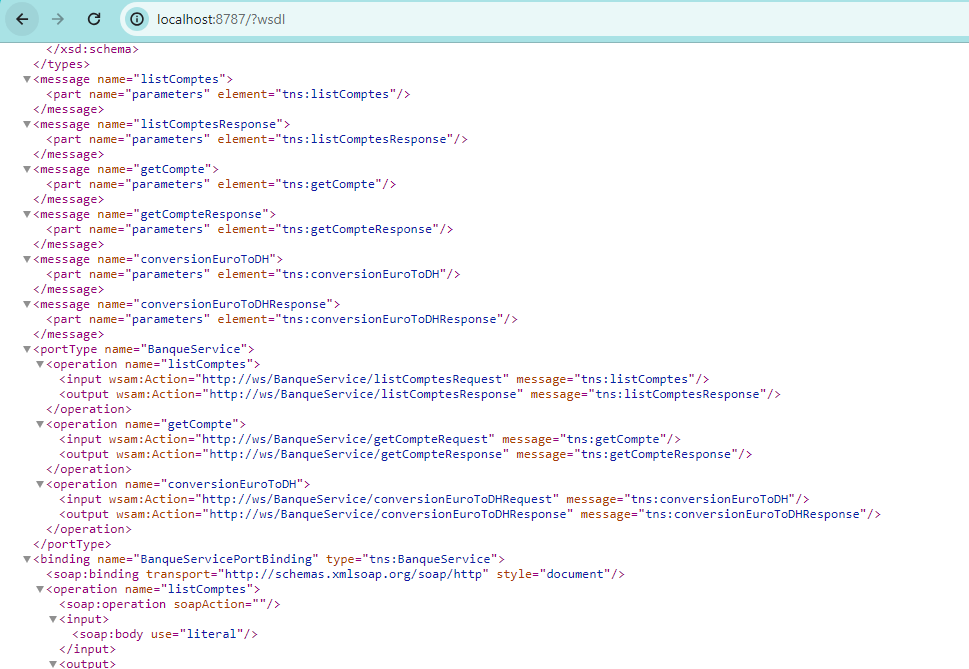 localhost:8787/?wsdl
</xsd:schema>
</types>
▼<message name="listComptes">
<part name="parameters" element="tns:listComptes"/>
</message>
▼<message name="listComptesResponse">
<part name="parameters" element="tns:listComptesResponse"/>
</message>
▼<message name="getCompte">
<part name="parameters" element="tns:getCompte"/>
</message>
▼<message name="getCompteResponse">
<part name="parameters" element="tns:getCompteResponse"/>
</message>
▼<message name="conversionEuroToDH">
<part name="parameters" element="tns:conversionEuroToDH"/>
</message>
▼<message name="conversionEuroToDHResponse">
<part name="parameters" element="tns:conversionEuroToDHResponse"/>
</message>
▼<portType name="BanqueService">
▼<operation name="listComptes">
<input wsam:Action="http://ws/BanqueService/listComptesRequest" message="tns:listComptes"/>
<output wsam:Action="http://ws/BanqueService/listComptesResponse" message="tns:listComptesResponse"/>
</operation>
▼<operation name="getCompte">
<input wsam:Action="http://ws/BanqueService/getCompteRequest" message="tns:getCompte"/>
<output wsam:Action="http://ws/BanqueService/getCompteResponse" message="tns:getCompteResponse"/>
</operation>
▼<operation name="conversionEuroToDH">
<input wsam:Action="http://ws/BanqueService/conversionEuroToDHRequest" message="tns:conversionEuroToDH"/>
<output wsam:Action="http://ws/BanqueService/conversionEuroToDHResponse" message="tns:conversionEuroToDHResponse"/>
</operation>
</portType>
▼<binding name="BanqueServicePortBinding" type="tns:BanqueService">
<soap:binding transport="http://schemas.xmlsoap.org/soap/http" style="document"/>
▼<operation name="listComptes">
<soap:operation soapAction=""/>
▼<input>
<soap:body use="literal"/>
</input>
▼<output>